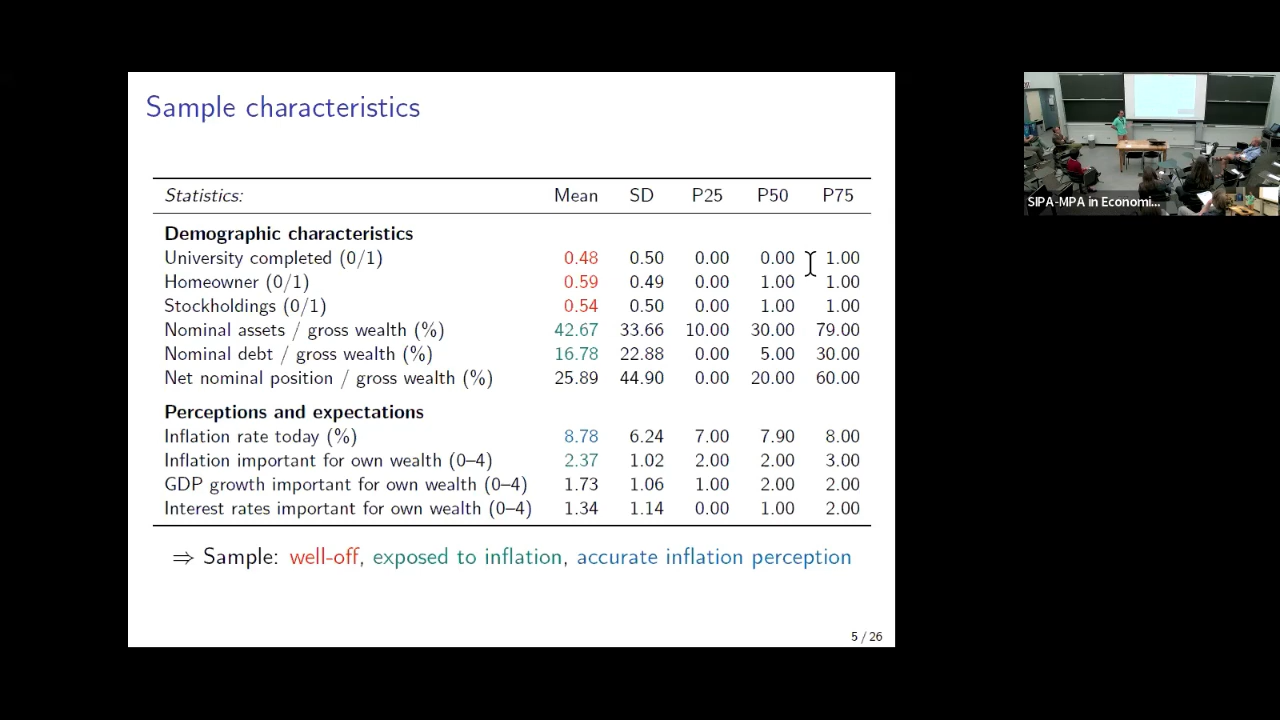 Sample characteristics
Statistics: Mean SD P25 P50 P75
Demographic characteristics
University completed (0/1) 0.48 0.50 0.00 0.00 1.00
Homeowner (0/1) 0.59 0.49 0.00 1.00 1.00
Stockholdings (0/1) 0.54 0.50 0.00 1.00 1.00
Nominal assets / gross wealth (%) 42.67 33.66 10.00 30.00 79.00
Nominal debt / gross wealth (%) 16.78 22.88 0.00 5.00 30.00
Net nominal position / gross wealth (%) 25.89 44.90 0.00 20.00 60.00
Perceptions and expectations
Inflation rate today (%) 8.78 6.24 7.00 7.90 8.00
Inflation important for own wealth (0–4) 2.37 1.02 2.00 2.00 3.00
GDP growth important for own wealth (0–4) 1.73 1.06 1.00 2.00 2.00
Interest rates important for own wealth (0–4) 1.34 1.14 0.00 1.00 2.00
⇒ Sample: well-off, exposed to inflation, accurate inflation perception
5 / 26
SIPA-MPA in Economi...